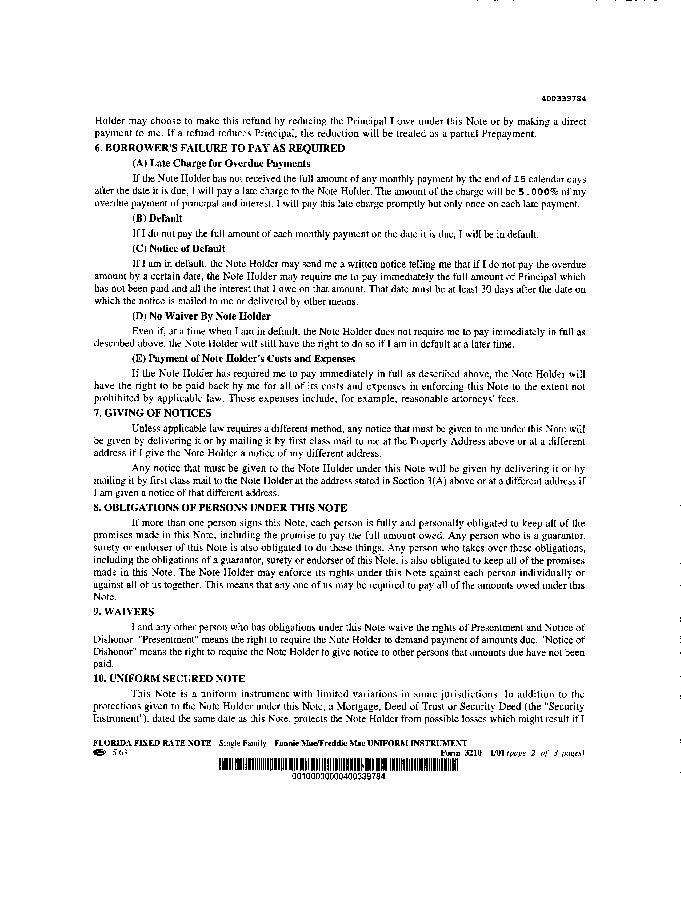 400339784
Holder may choose to make this refund by reducing the Principal I owe under this Note or by making a direct
payment to me. If a refund reduces Principal, the reduction will be treated as a partial Prepayment.
6. BORROWER'S FAILURE TO PAY AS REQUIRED
(A) Late Charge for Overdue Payments
If the Note Holder has not received the full amount of any monthly payment by the end of 15 calendar days
after the date it is due, I will pay a late charge to the Note Holder. The amount of the charge will be 5.000% of my
overdue payment of principal and interest. I will pay this late charge promptly but only once on each late payment.
(B) Default
If I do not pay the full amount of each monthly payment on the date it is due, I will be in default.
(C) Notice of Default
If I am in default, the Note Holder may send me a written notice telling me that if I do not pay the overdue
amount by a certain date, the Note Holder may require me to pay immediately the full amount of Principal which
has not been paid and all the interest that I owe on that amount. That date must be at least 30 days after the date on
which the notice is mailed to me or delivered by other means.
(D) No Waiver By Note Holder
Even if, at a time when I am in default, the Note Holder does not require me to pay immediately in full as
described above, the Note Holder will still have the right to do so if I am in default at a later time.
(E) Payment of Note Holder's Costs and Expenses
If the Note Holder has required me to pay immediately in full as described above, the Note Holder will
have the right to be paid back by me for all of its costs and expenses in enforcing this Note to the extent not
prohibited by applicable law. Those expenses include, for example, reasonable attorneys' fees.
7. GIVING OF NOTICES
Unless applicable law requires a different method, any notice that must be given to me under this Note will
be given by delivering it or by mailing it by first class mail to me at the Property Address above or at a different
address if I give the Note Holder a notice of my different address.
Any notice that must be given to the Note Holder under this Note will be given by delivering it or by
mailing it by first class mail to the Note Holder at the address stated in Section 3(A) above or at a different address if
I am given a notice of that different address.
8. OBLIGATIONS OF PERSONS UNDER THIS NOTE
If more than one person signs this Note, each person is fully and personally obligated to keep all of the
promises made in this Note, including the promise to pay the full amount owed. Any person who is a guarantor,
surety or endorser of this Note is also obligated to do these things. Any person who takes over these obligations,
including the obligations of a guarantor, surety or endorser of this Note, is also obligated to keep all of the promises
made in this Note. The Note Holder may enforce its rights under this Note against each person individually or
against all of us together. This means that any one of us may be required to pay all of the amounts owed under this
Note.
9. WAIVERS
I and any other person who has obligations under this Note waive the rights of Presentment and Notice of
Dishonor. "Presentment" means the right to require the Note Holder to demand payment of amounts due. "Notice of
Dishonor" means the right to require the Note Holder to give notice to other persons that amounts due have not been
paid.
10. UNIFORM SECURED NOTE
This Note is a uniform instrument with limited variations in some jurisdictions. In addition to the
protections given to the Note Holder under this Note, a Mortgage, Deed of Trust or Security Deed (the "Security
Instrument"), dated the same date as this Note, protects the Note Holder from possible losses which might result if I
FLORIDA FIXED RATE NOTE Single Family Fannie Mae/Freddie Mac UNIFORM INSTRUMENT
Form 3210 1/01 (page 2 of 3 pages)
00100010000400339784